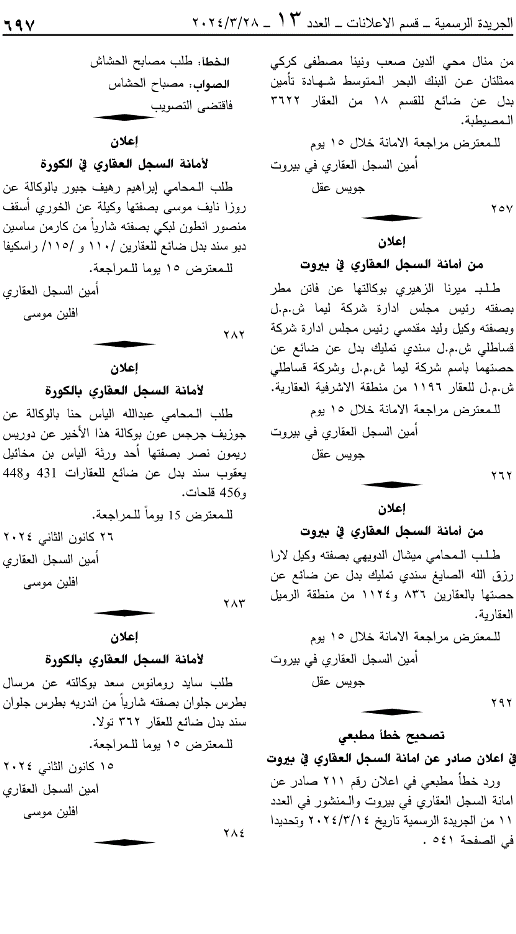 الجريدة الرسمية – قسم الاعلانات – العدد ١٣ – ٢٠٢٤/٣/٢٨
٦٩٧
من منال محي الدين صعب ونينا مصطفى كركي
ممثلتان عن البنك البحر المتوسط شهادة تأمين
بدل عن ضائع للقسم ١٨ من العقار ٣٦٢٢
المصيطبة.
للمعترض مراجعة الامانة خلال ١٥ يوم
أمين السجل العقاري في بيروت
جويس عقل
٢٥٧
إعلان
من أمانة السجل العقاري في بيروت
طلبـ ميرنا الزهيري بوكالتها عن فاتن مطر
بصفته رئيس مجلس ادارة شركة ليما ش.م.ل
وبصفته وكيل وليد مقدسي رئيس مجلس ادارة شركة
قساطلي ش.م.ل سندي تمليك بدل عن ضائع عن
حصتهما باسم شركة ليما ش.م.ل وشركة قساطلي
ش.م.ل للعقار ١١٩٦ من منطقة الاشرفية العقارية.
للمعترض مراجعة الامانة خلال ١٥ يوم
أمين السجل العقاري في بيروت
جويس عقل
٢٦٢
إعلان
من أمانة السجل العقاري في بيروت
طلب المحامي ميشال الدويهي بصفته وكيل لارا
رزق الله الصايغ سندي تمليك بدل عن ضائع عن
حصتها بالعقارين ٨٣٦ و١١٢٤ من منطقة الرميل
العقارية.
للمعترض مراجعة الامانة خلال ١٥ يوم
أمين السجل العقاري في بيروت
جويس عقل
٢٩٢
تصحيح خطأ مطبعي
في اعلان صادر عن امانة السجل العقاري في بيروت
ورد خطأ مطبعي في اعلان رقم ٢١١ صادر عن
امانة السجل العقاري في بيروت والمنشور في العدد
١١ من الجريدة الرسمية تاريخ ٢٠٢٤/٣/١٤ وتحديدا
في الصفحة ٥٤١ .
الخطأ: طلب مصابح الحشاش
الصواب: مصباح الحشاس
فاقتضى التصويب
إعلان
لأمانة السجل العقاري في الكورة
طلب المحامي إبراهيم رهيف جبور بالوكالة عن
روزا نايف موسى بصفتها وكيلة عن الخوري أسقف
منصور انطون لبكي بصفته شارياً من كارمن ساسين
ديو سند بدل ضائع للعقارين /١١٠ و /١١٥/ راسكيفا
للمعترض ١٥ يوما للمراجعة.
أمين السجل العقاري
افلين موسى
٢٨٢
إعلان
لأمانة السجل العقاري بالكورة
طلب المحامي عبدالله الياس حنا بالوكالة عن
جوزيف جرجس عون بوكالة هذا الأخير عن دوريس
ريمون نصر بصفتها أحد ورثة الياس بن مخائيل
يعقوب سند بدل عن ضائع للعقارات 431 و448
و456 قلحات.
للمعترض 15 يوماً للمراجعة.
٢٦ كانون الثاني ٢٠٢٤
أمين السجل العقاري
افلين موسى
٢٨٣
إعلان
لأمانة السجل العقاري بالكورة
طلب سايد رومانوس سعد بوكالته عن مرسال
بطرس جلوان بصفته شارياً من اندريه بطرس جلوان
سند بدل ضائع للعقار ٣٦٢ تولا.
للمعترض ١٥ يوما للمراجعة.
١٥ كانون الثاني ٢٠٢٤
أمين السجل العقاري
افلين موسى
٢٨٤